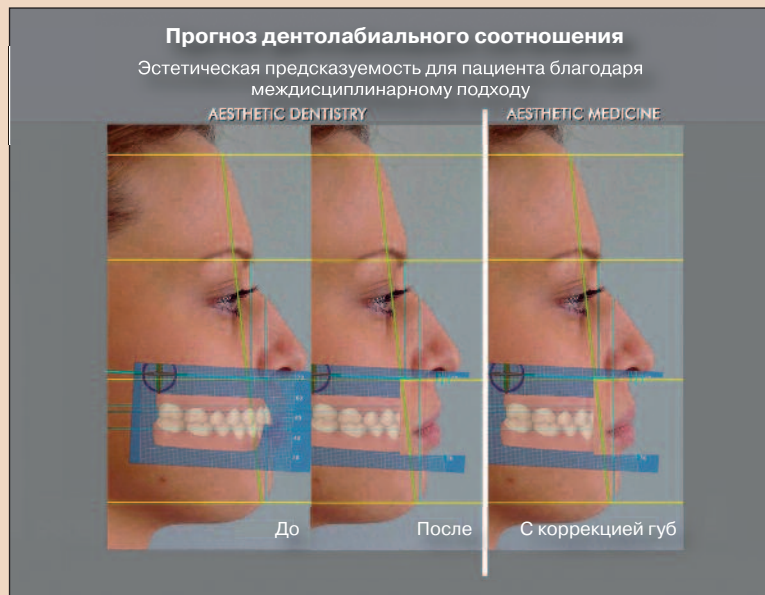 Прогноз дентолабиального соотношения
Эстетическая предсказуемость для пациента благодаря
междисциплинарному подходу
AESTHETIC DENTISTRY
AESTHETIC MEDICINE
До
После
С коррекцией губ